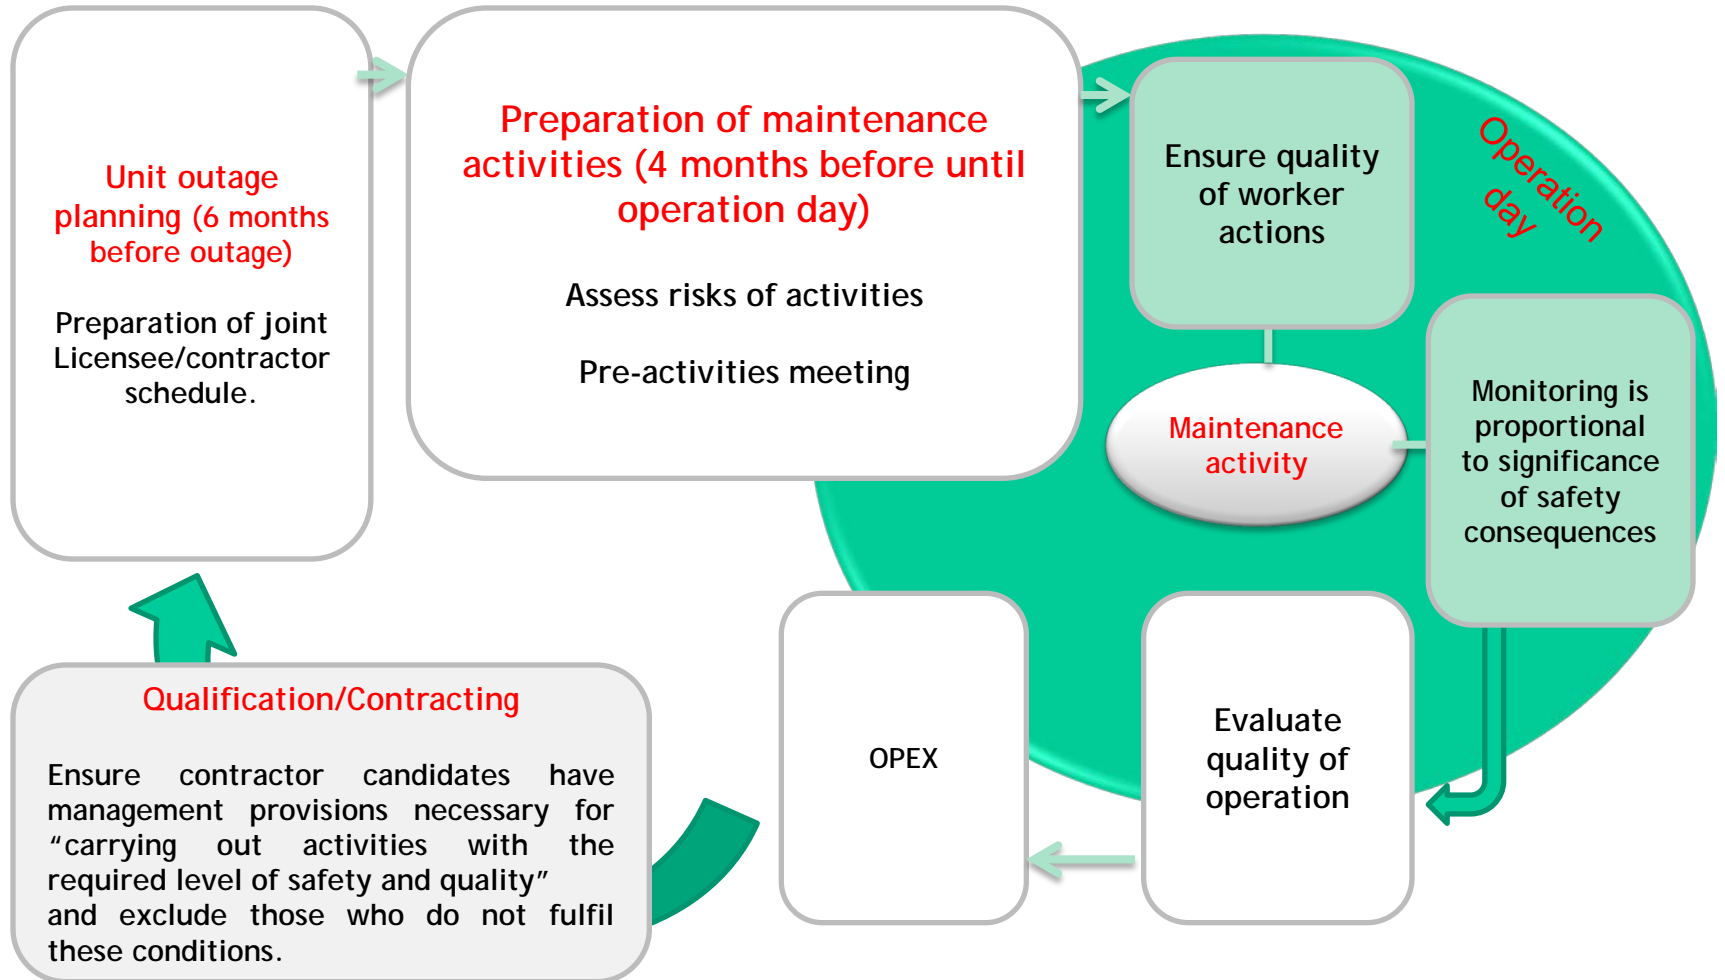 Unit outage
planning (6 months
before outage)
Preparation of joint
Licensee/contractor
schedule.
Preparation of maintenance
activities (4 months before until
operation day)
Assess risks of activities
Pre-activities meeting
Ensure quality
of worker
actions
Operation
day
Maintenance
activity
Monitoring is
proportional
to significance
of safety
consequences
Evaluate
quality of
operation
OPEX
Qualification/Contracting
Ensure contractor candidates have
management provisions necessary for
“carrying out activities with the
required level of safety and quality”
and exclude those who do not fulfil
these conditions.